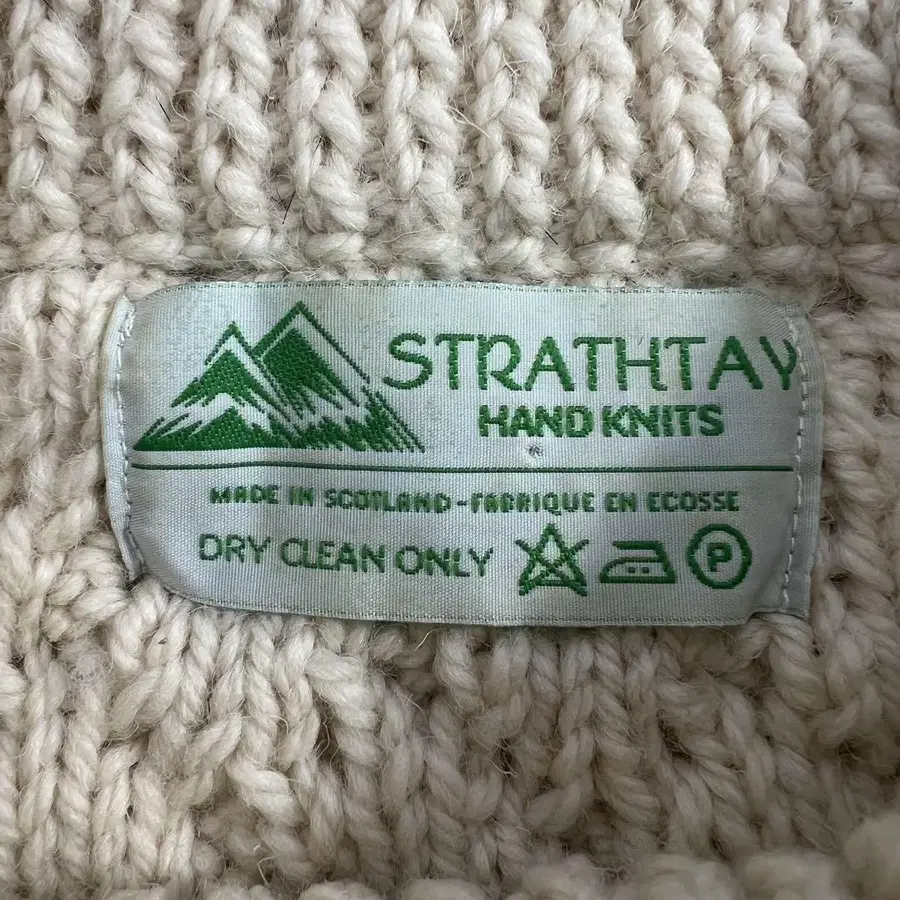 STRATHTAY
HAND KNITS
MADE IN SCOTLAND-FABRIQUE EN ECOSSE
DRY CLEAN ONLY P